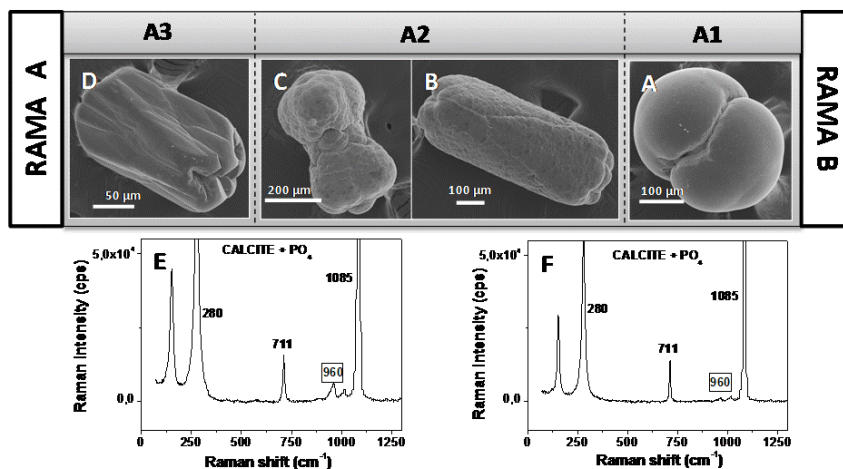 RAMA A
A3
A2
A1
RAMA B
D
50 µm
C
200 µm
B
100 µm
A
100 µm
E
CALCITE + PO4
5,0x10⁴
0,0
Raman Intensity (cps)
280
711
960
1085
0 250 500 750 1000 1250
Raman shift (cm⁻¹)
F
CALCITE + PO4
5,0x10⁴
0,0
Raman Intensity (cps)
280
711
960
1085
0 250 500 750 1000 1250
Raman shift (cm⁻¹)